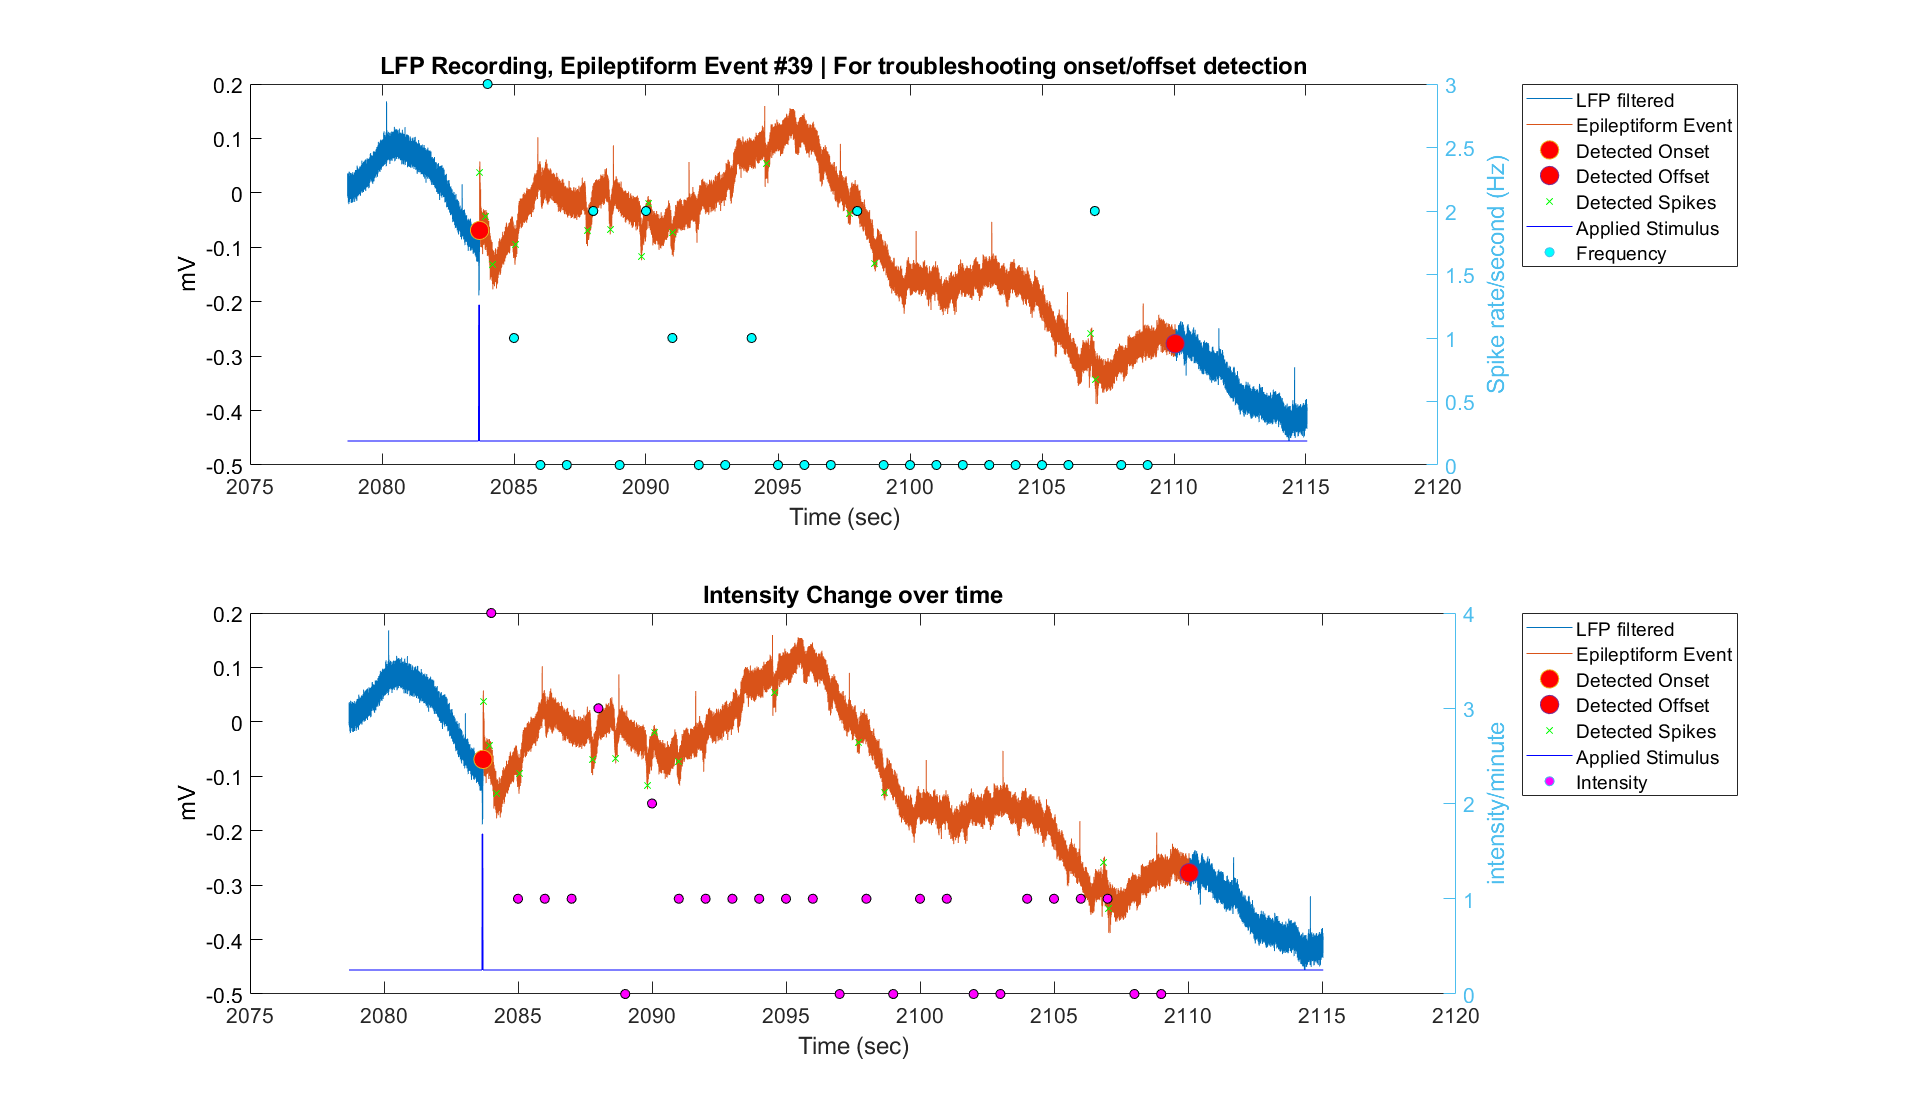 LFP Recording, Epileptiform Event #39 | For troubleshooting onset/offset detection
0.2
0.1
0
-0.1
-0.2
-0.3
-0.4
-0.5
mV
2075 2080 2085 2090 2095 2100 2105 2110 2115 2120
Time (sec)
3
2.5
2
1.5
1
0.5
0
Spike rate/second (Hz)
LFP filtered
Epileptiform Event
Detected Onset
Detected Offset
Detected Spikes
Applied Stimulus
Frequency
Intensity Change over time
0.2
0.1
0
-0.1
-0.2
-0.3
-0.4
-0.5
mV
2075 2080 2085 2090 2095 2100 2105 2110 2115 2120
Time (sec)
4
3
2
1
0
intensity/minute
LFP filtered
Epileptiform Event
Detected Onset
Detected Offset
Detected Spikes
Applied Stimulus
Intensity